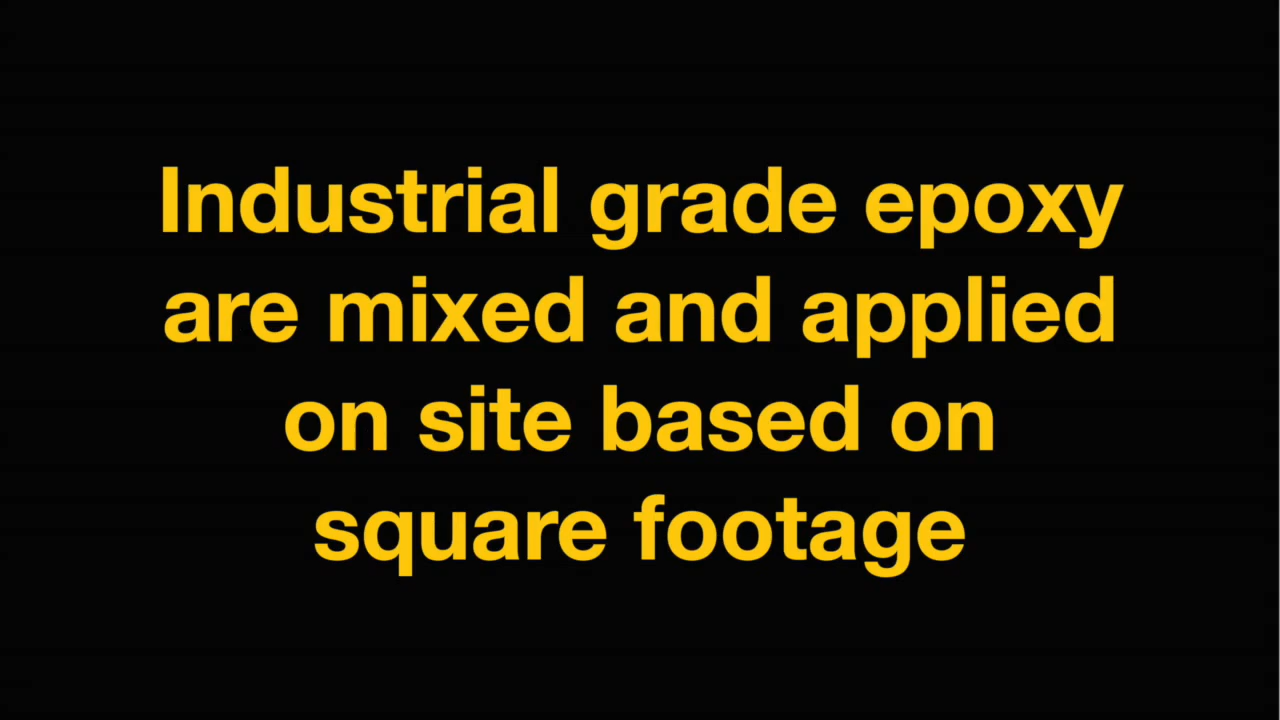 Industrial grade epoxy
are mixed and applied
on site based on
square footage